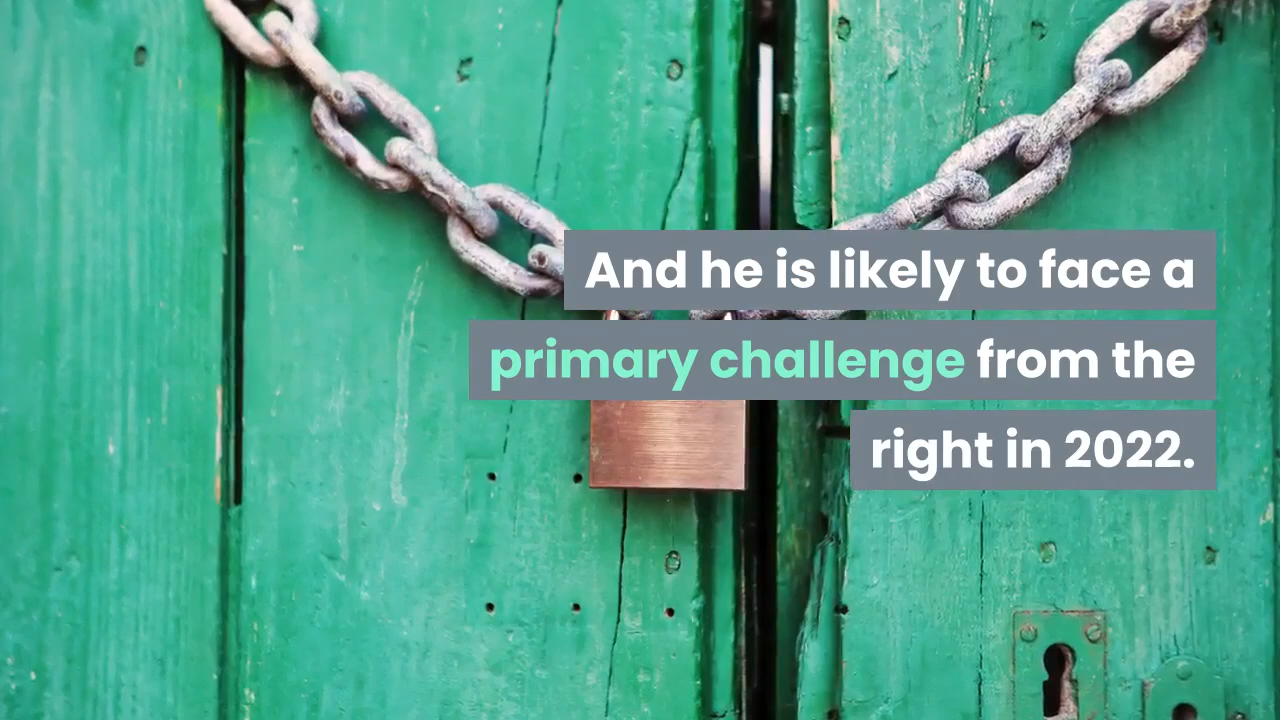 And he is likely to face a
primary challenge from the
right in 2022.